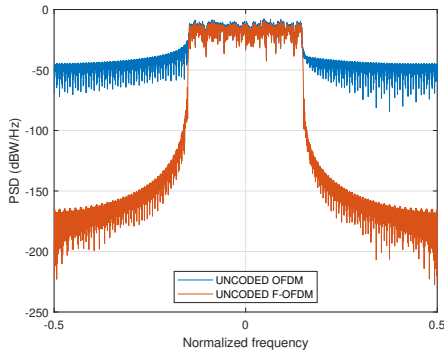 0
-50
-100
-150
-200
-250
PSD (dBW/Hz)
UNCODED OFDM
UNCODED F-OFDM
-0.5
0
0.5
Normalized frequency